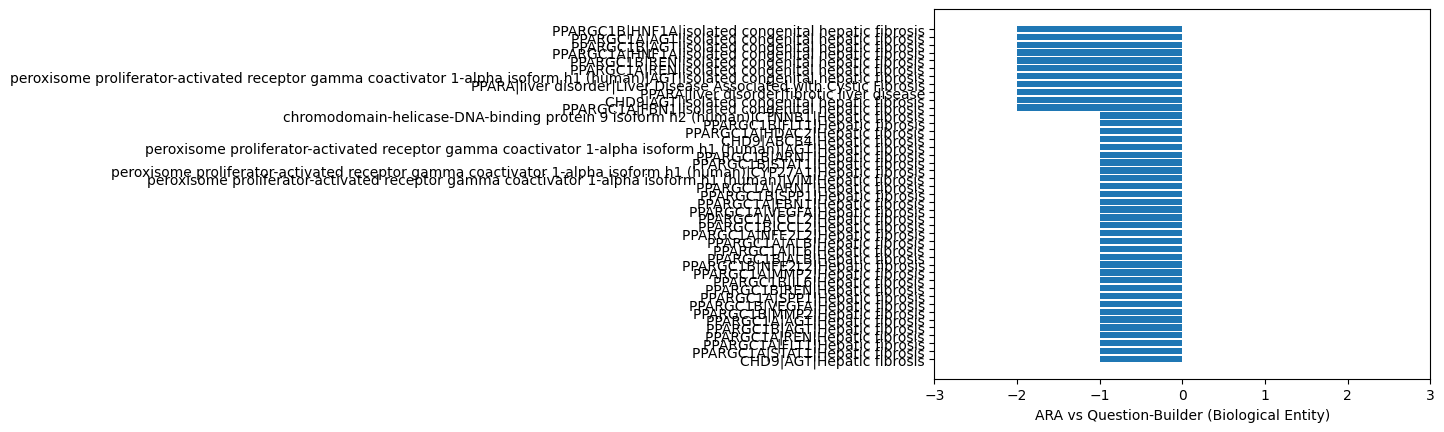 PPARGC1B|HNF1A|isolated congenital hepatic fibrosis
PPARGC1A|AGT|isolated congenital hepatic fibrosis
PPARGC1B|AGT|isolated congenital hepatic fibrosis
PPARGC1A|HNF1A|isolated congenital hepatic fibrosis
PPARGC1B|REN|isolated congenital hepatic fibrosis
PPARGC1A|REN|isolated congenital hepatic fibrosis
peroxisome proliferator-activated receptor gamma coactivator 1-alpha isoform h1 (human)|AGT|isolated congenital hepatic fibrosis
PPARA|liver disorder|Liver Disease Associated with Cystic Fibrosis
PPARA|liver disorder|fibrotic liver disease
CHD9|AGT|isolated congenital hepatic fibrosis
PPARGC1A|FBN1|isolated congenital hepatic fibrosis
chromodomain-helicase-DNA-binding protein 9 isoform h2 (human)|CTNNB1|Hepatic fibrosis
PPARGC1B|FLT1|Hepatic fibrosis
PPARGC1A|HDAC2|Hepatic fibrosis
CHD9|ABCB4|Hepatic fibrosis
peroxisome proliferator-activated receptor gamma coactivator 1-alpha isoform h1 (human)|AGT|Hepatic fibrosis
PPARGC1B|ARNT|Hepatic fibrosis
PPARGC1B|STAT1|Hepatic fibrosis
peroxisome proliferator-activated receptor gamma coactivator 1-alpha isoform h1 (human)|CYP27A1|Hepatic fibrosis
peroxisome proliferator-activated receptor gamma coactivator 1-alpha isoform h1 (human)|VIM|Hepatic fibrosis
PPARGC1A|ARNT|Hepatic fibrosis
PPARGC1B|SPP1|Hepatic fibrosis
PPARGC1A|FBN1|Hepatic fibrosis
PPARGC1A|VEGFA|Hepatic fibrosis
PPARGC1A|CCL2|Hepatic fibrosis
PPARGC1B|CCL2|Hepatic fibrosis
PPARGC1A|NFE2L2|Hepatic fibrosis
PPARGC1A|ALB|Hepatic fibrosis
PPARGC1A|IL6|Hepatic fibrosis
PPARGC1B|ALB|Hepatic fibrosis
PPARGC1B|NFE2L2|Hepatic fibrosis
PPARGC1A|MMP2|Hepatic fibrosis
PPARGC1B|IL6|Hepatic fibrosis
PPARGC1B|REN|Hepatic fibrosis
PPARGC1A|SPP1|Hepatic fibrosis
PPARGC1B|VEGFA|Hepatic fibrosis
PPARGC1B|MMP2|Hepatic fibrosis
PPARGC1A|AGT|Hepatic fibrosis
PPARGC1B|AGT|Hepatic fibrosis
PPARGC1A|REN|Hepatic fibrosis
PPARGC1A|FLT1|Hepatic fibrosis
PPARGC1A|STAT1|Hepatic fibrosis
CHD9|AGT|Hepatic fibrosis
−3 −2 −1 0 1 2 3
ARA vs Question-Builder (Biological Entity)